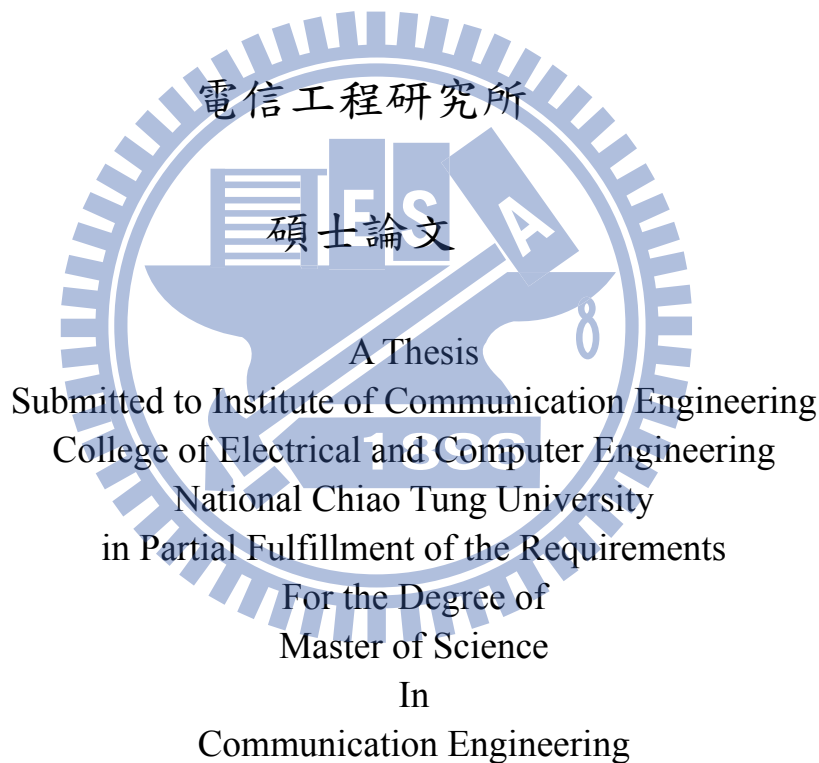 電信工程研究所
E S A
碩士論文
8
A Thesis
Submitted to Institute of Communication Engineering
College of Electrical and Computer Engineering
1896
National Chiao Tung University
in Partial Fulfillment of the Requirements
For the Degree of
Master of Science
In
Communication Engineering